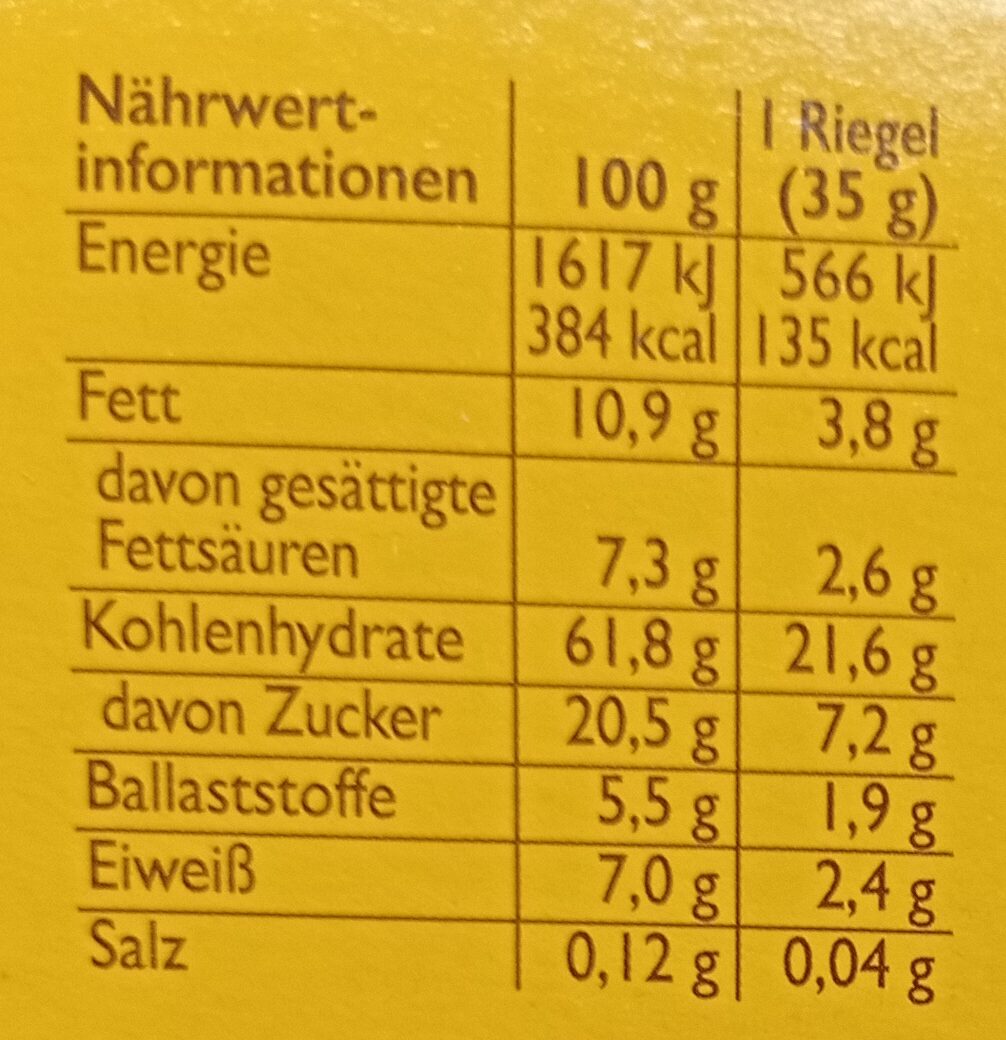 Nährwert-
informationen 100 g 1 Riegel (35 g)
Energie 1617 kJ 566 kJ
384 kcal 135 kcal
Fett 10,9 g 3,8 g
davon gesättigte
Fettsäuren 7,3 g 2,6 g
Kohlenhydrate 61,8 g 21,6 g
davon Zucker 20,5 g 7,2 g
Ballaststoffe 5,5 g 1,9 g
Eiweiß 7,0 g 2,4 g
Salz 0,12 g 0,04 g